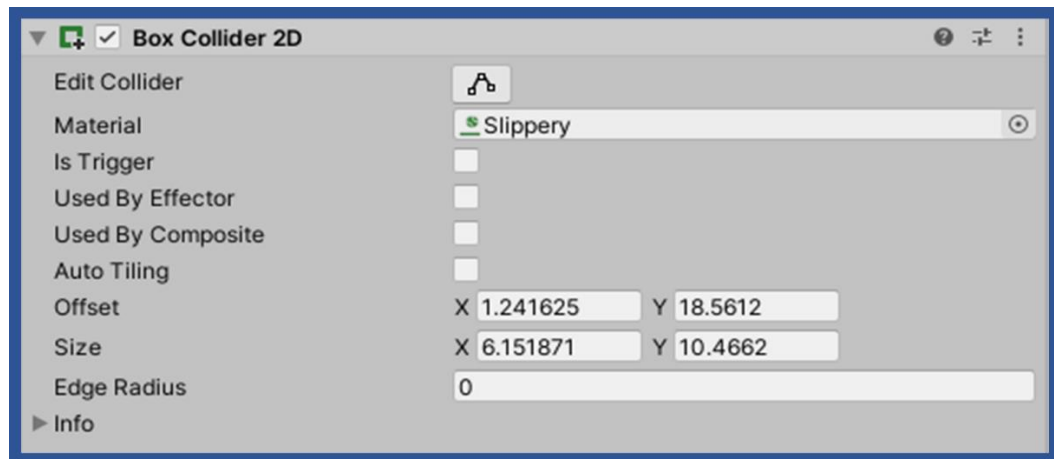 Box Collider 2D
Edit Collider
Material Slippery
Is Trigger
Used By Effector
Used By Composite
Auto Tiling
Offset X 1.241625 Y 18.5612
Size X 6.151871 Y 10.4662
Edge Radius 0
Info